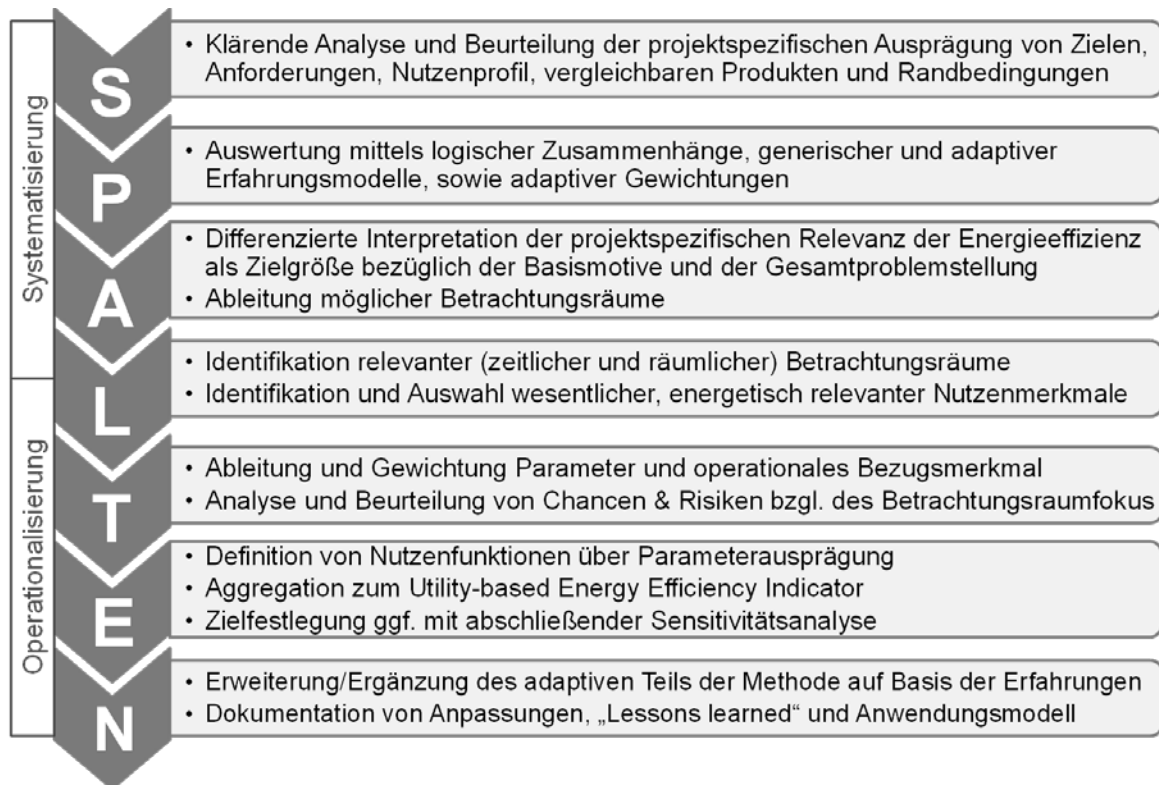 Systematisierung
Operationalisierung
S
• Klärende Analyse und Beurteilung der projektspezifischen Ausprägung von Zielen,
Anforderungen, Nutzenprofil, vergleichbaren Produkten und Randbedingungen
P
• Auswertung mittels logischer Zusammenhänge, generischer und adaptiver
Erfahrungsmodelle, sowie adaptiver Gewichtungen
A
• Differenzierte Interpretation der projektspezifischen Relevanz der Energieeffizienz
als Zielgröße bezüglich der Basismotive und der Gesamtproblemstellung
• Ableitung möglicher Betrachtungsräume
L
• Identifikation relevanter (zeitlicher und räumlicher) Betrachtungsräume
• Identifikation und Auswahl wesentlicher, energetisch relevanter Nutzenmerkmale
T
• Ableitung und Gewichtung Parameter und operationales Bezugsmerkmal
• Analyse und Beurteilung von Chancen & Risiken bzgl. des Betrachtungsraumfokus
E
• Definition von Nutzenfunktionen über Parameterausprägung
• Aggregation zum Utility-based Energy Efficiency Indicator
• Zielfestlegung ggf. mit abschließender Sensitivitätsanalyse
N
• Erweiterung/Ergänzung des adaptiven Teils der Methode auf Basis der Erfahrungen
• Dokumentation von Anpassungen, „Lessons learned“ und Anwendungsmodell